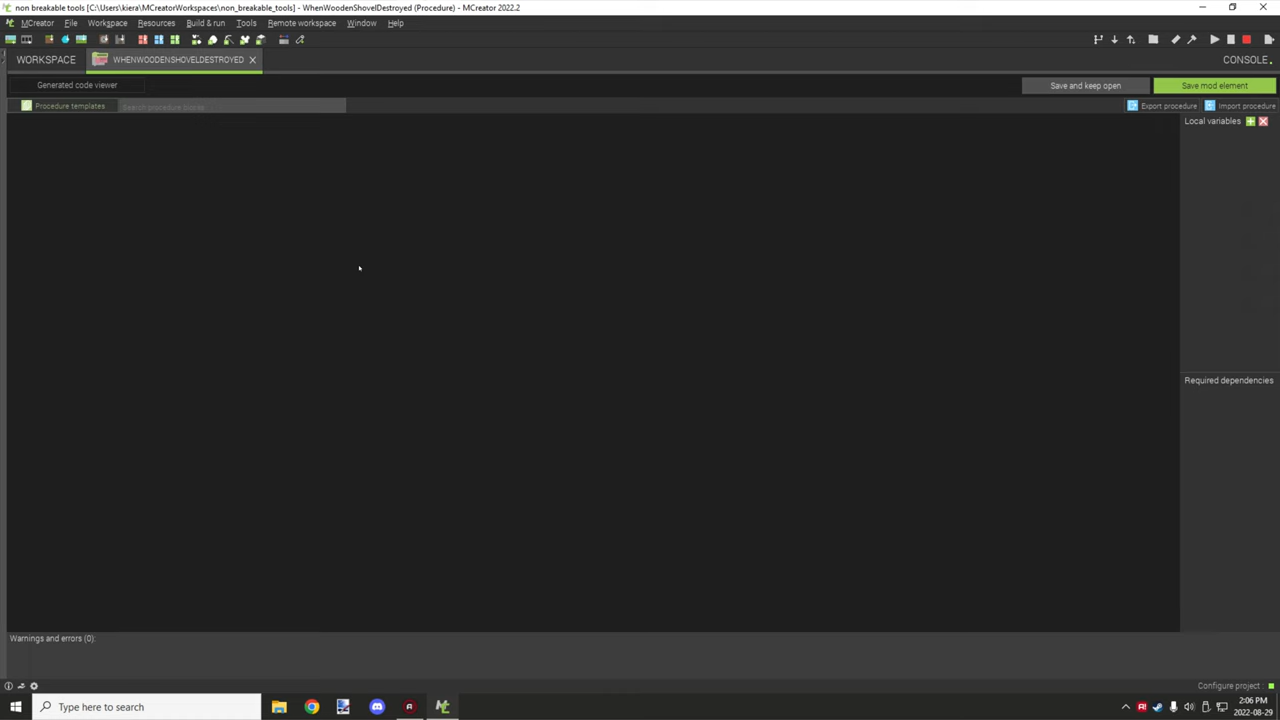 non breakable tools [C:\Users\kiera\MCreatorWorkspaces\non_breakable_tools] - WhenWoodenShovelDestroyed (Procedure) - MCreator 2022.2
MCreator File Workspace Resources Build & run Tools Remote workspace Window Help
WORKSPACE WHENWOODENSHOVELDESTROYED CONSOLE
Generated code viewer Save and keep open Save mod element
Procedure templates Search procedure blocks Export procedure Import procedure
Local variables
Required dependencies
Warnings and errors (0):
Configure project :
Type here to search
2:06 PM
2022-08-29